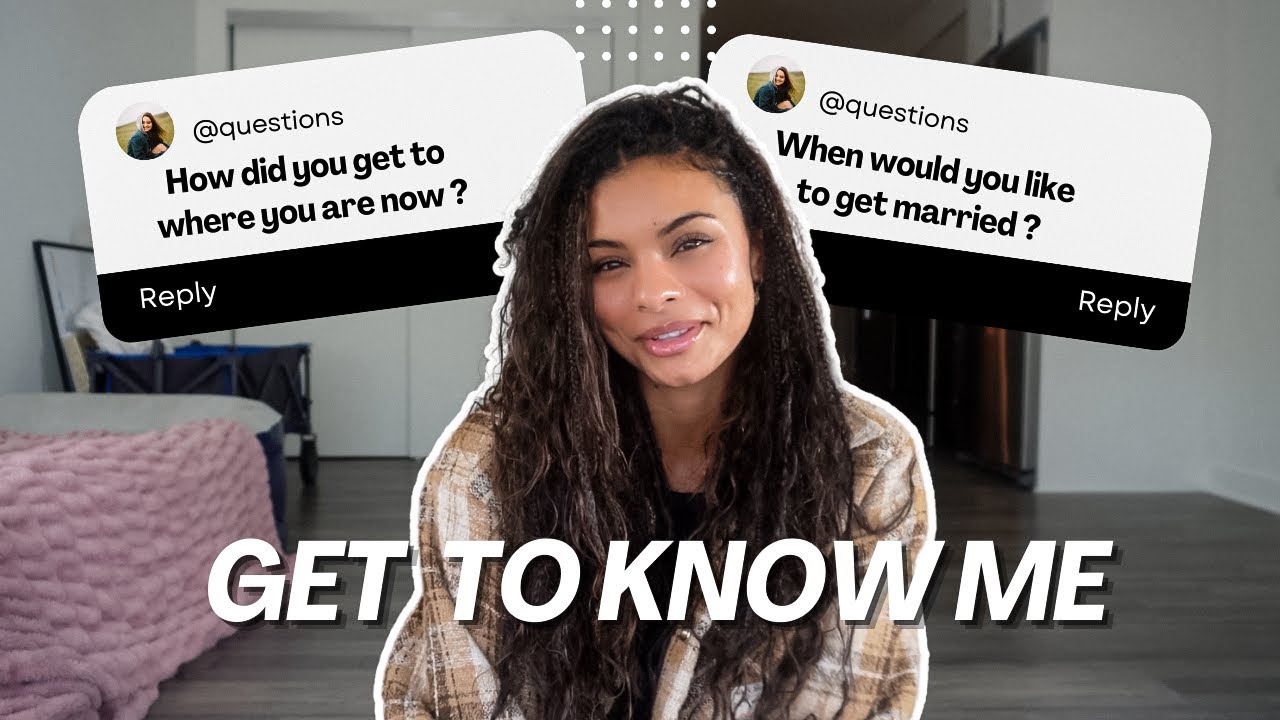 @questions
How did you get to
where you are now ?
Reply
@questions
When would you like
to get married ?
Reply
GET TO KNOW ME